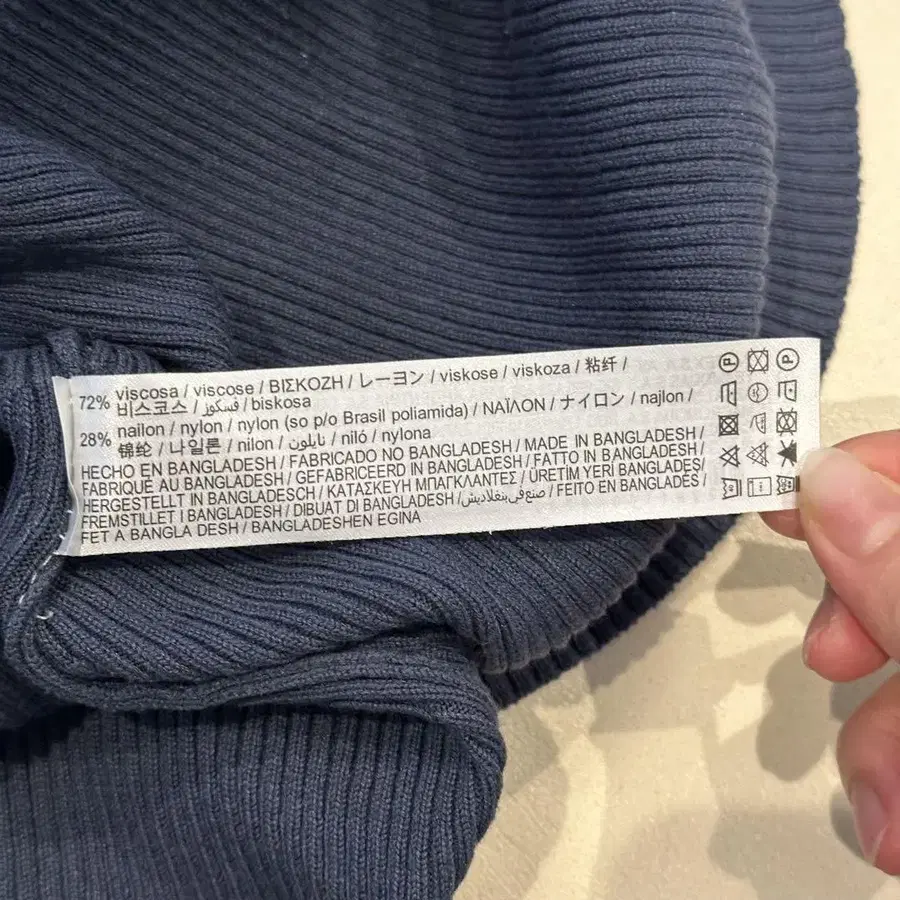 72% viscosa / viscose / ΒΙΣΚΟΖΗ / レーヨン / viskose / viskoza / 粘纤 /
비스코스 / فسكوز / biskosa
28% nailon / nylon / nylon (so p/o Brasil poliamida) / ΝΑΪΛΟΝ / ナイロン / najlon /
锦纶 / 나일론 / nilon / نايلون / niló / nylona
HECHO EN BANGLADESH / FABRICADO NO BANGLADESH / MADE IN BANGLADESH /
FABRIQUÉ AU BANGLADESH / GEFABRICEERD IN BANGLADESH / FATTO IN BANGLADESH /
HERGESTELLT IN BANGLADESCH / ΚΑΤΑΣΚΕΥΗ ΜΠΑΓΚΛΑΝΤΕΣ / ÜRETİM YERİ BANGLADEŞ /
FREMSTILLET I BANGLADESH / DIBUAT DI BANGLADESH / صنع في بنغلاديش / FEITO EN BANGLADÉS /
FET A BANGLA DESH / BANGLADESHEN EGINA